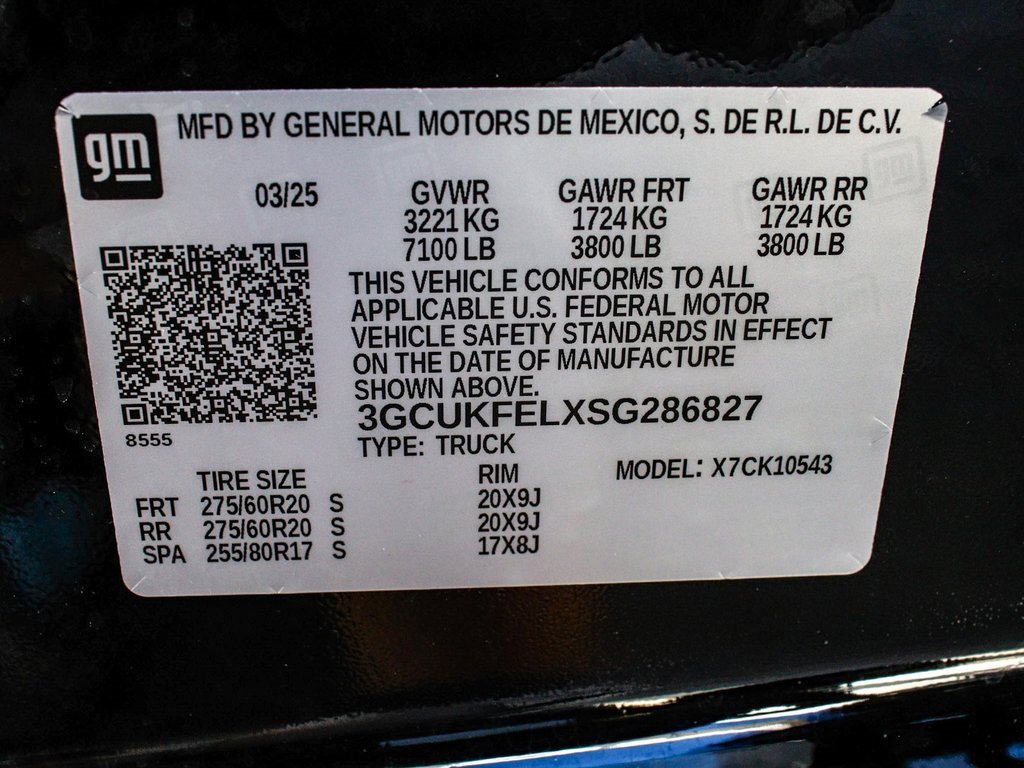 gm
MFD BY GENERAL MOTORS DE MEXICO, S. DE R.L. DE C.V.
03/25 GVWR GAWR FRT GAWR RR
3221 KG 1724 KG 1724 KG
7100 LB 3800 LB 3800 LB
THIS VEHICLE CONFORMS TO ALL
APPLICABLE U.S. FEDERAL MOTOR
VEHICLE SAFETY STANDARDS IN EFFECT
ON THE DATE OF MANUFACTURE
SHOWN ABOVE.
3GCUKFELXSG286827
8555
TYPE: TRUCK
TIRE SIZE RIM MODEL: X7CK10543
FRT 275/60R20 S 20X9J
RR 275/60R20 S 20X9J
SPA 255/80R17 S 17X8J